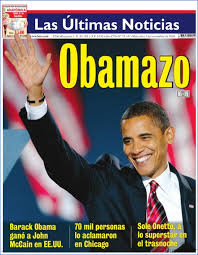 Las Últimas Noticias
Obamazo
Barack Obama
ganó a John
McCain en EE.UU.
70 mil personas
lo aclamaron
en Chicago
Sole Onetto, a
lo superstar en
el trasnoche